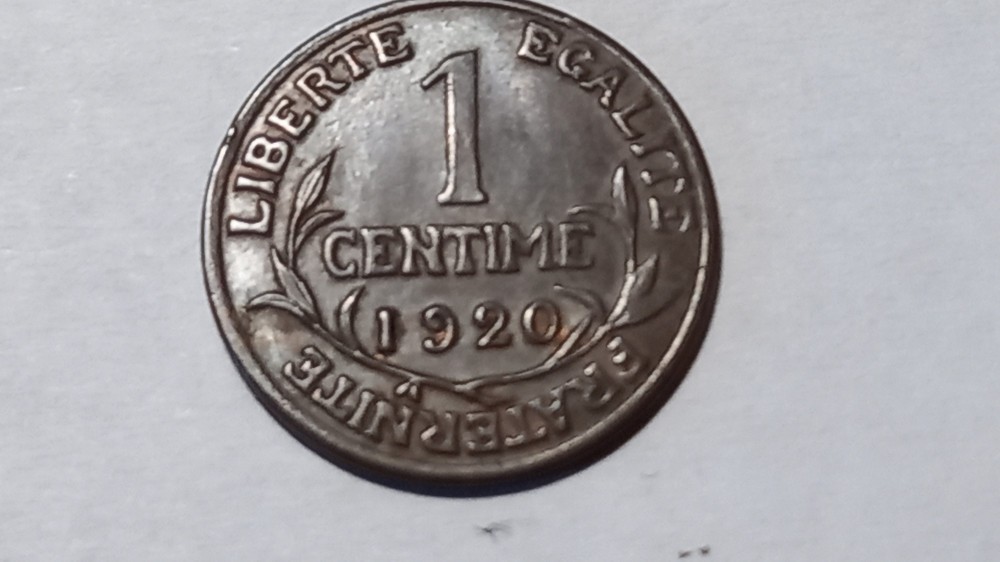 LIBERTE EGALITE
1
CENTIME
1920
FRATERNITE